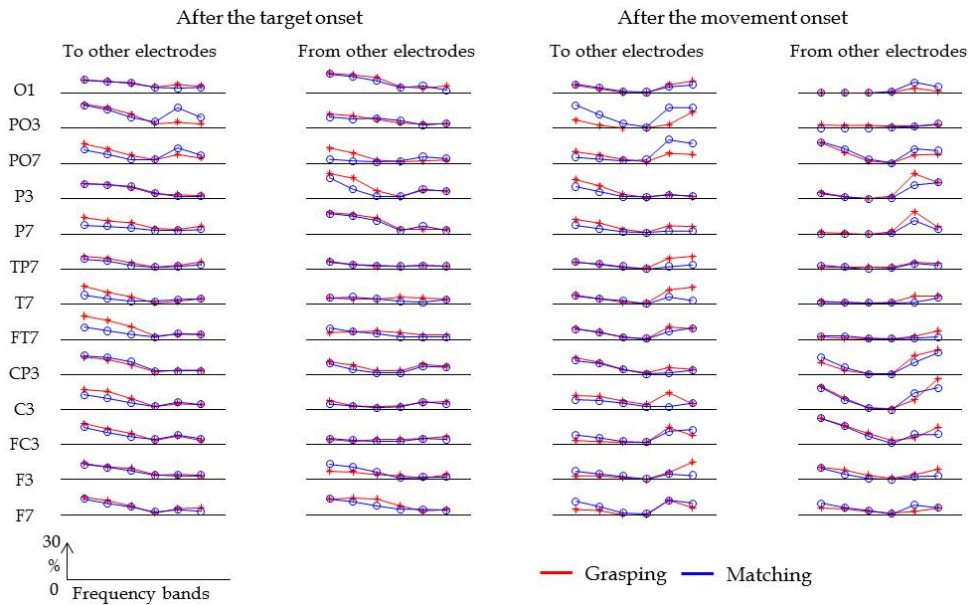 After the target onset
After the movement onset
To other electrodes
From other electrodes
To other electrodes
From other electrodes
O1
PO3
PO7
P3
P7
TP7
T7
FT7
CP3
C3
FC3
F3
F7
30
%
0
Frequency bands
Grasping
Matching